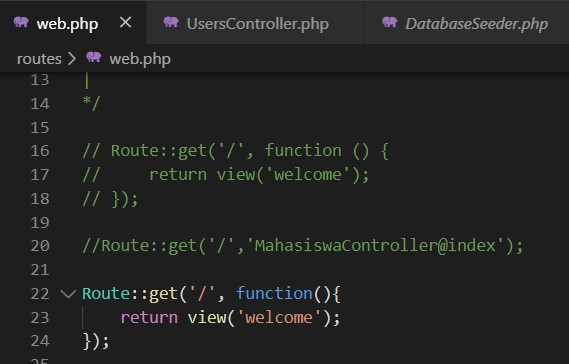 web.php × UsersController.php DatabaseSeeder.php
routes > web.php
13 |
14 */
15
16 // Route::get('/', function () {
17 //     return view('welcome');
18 // });
19
20 //Route::get('/','MahasiswaController@index');
21
22 Route::get('/', function(){
23     return view('welcome');
24 });
25